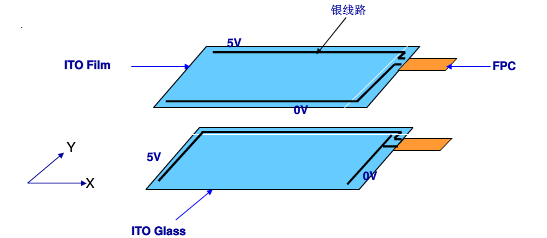 银线路
5V
ITO Film
FPC
0V
Y
5V
X
0V
ITO Glass